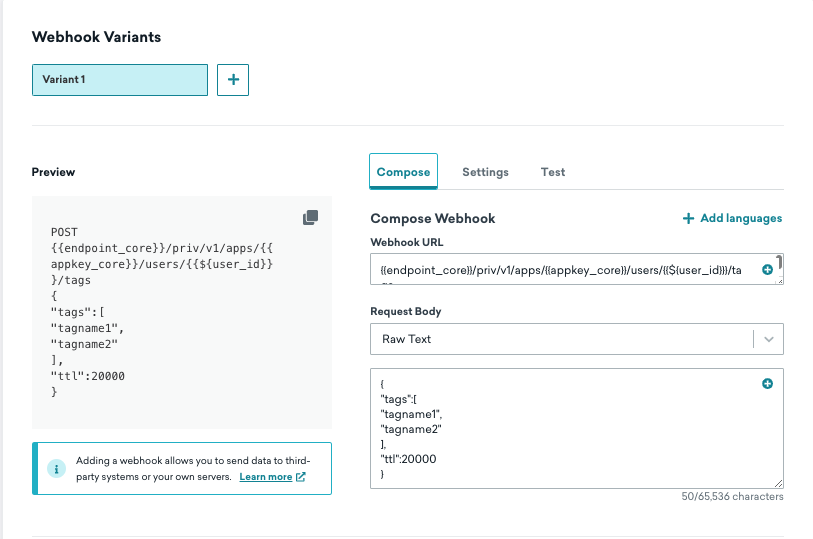 Webhook Variants
Variant 1
Preview
Compose
Settings
Test
POST
{{endpoint_core}}/priv/v1/apps/{{
appkey_core}}/users/{{${user_id}}
}/tags
{
"tags":[
"tagname1",
"tagname2"
],
"ttl":20000
}
Adding a webhook allows you to send data to third-
party systems or your own servers. Learn more
Compose Webhook
Add languages
Webhook URL
{{endpoint_core}}/priv/v1/apps/{{appkey_core}}/users/{{${user_id}}}/ta
Request Body
Raw Text
{
"tags":[
"tagname1",
"tagname2"
],
"ttl":20000
}
50/65,536 characters